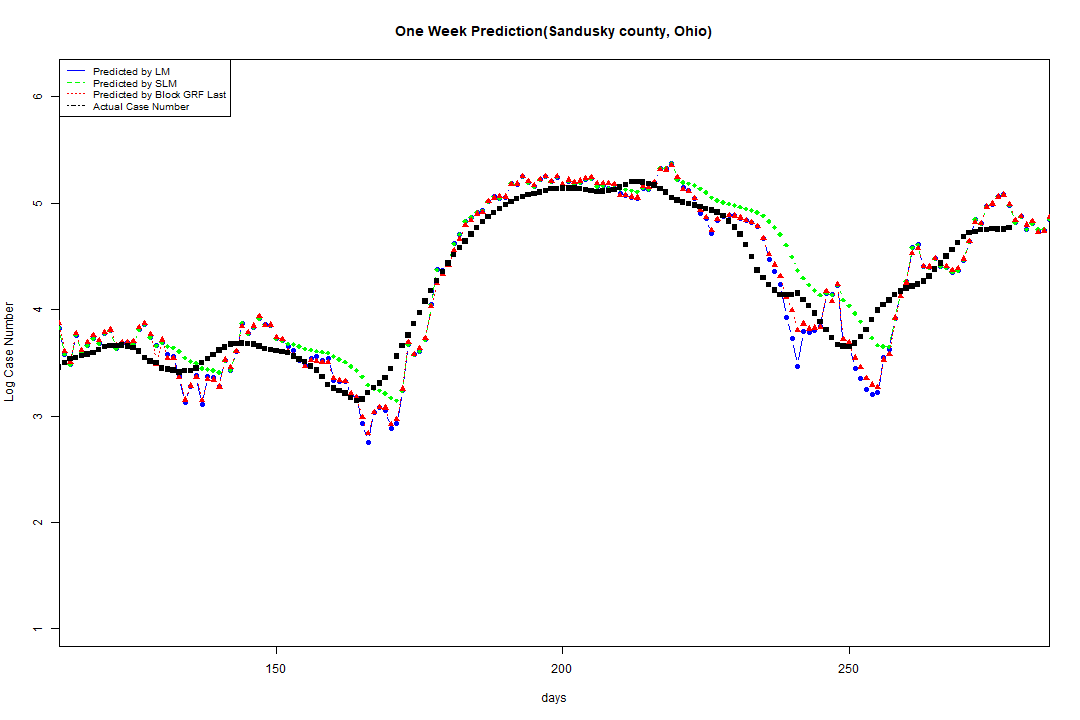 One Week Prediction(Sandusky county, Ohio)
Predicted by LM
Predicted by SLM
Predicted by Block GRF Last
Actual Case Number
6
5
4
3
2
1
Log Case Number
150
200
250
days